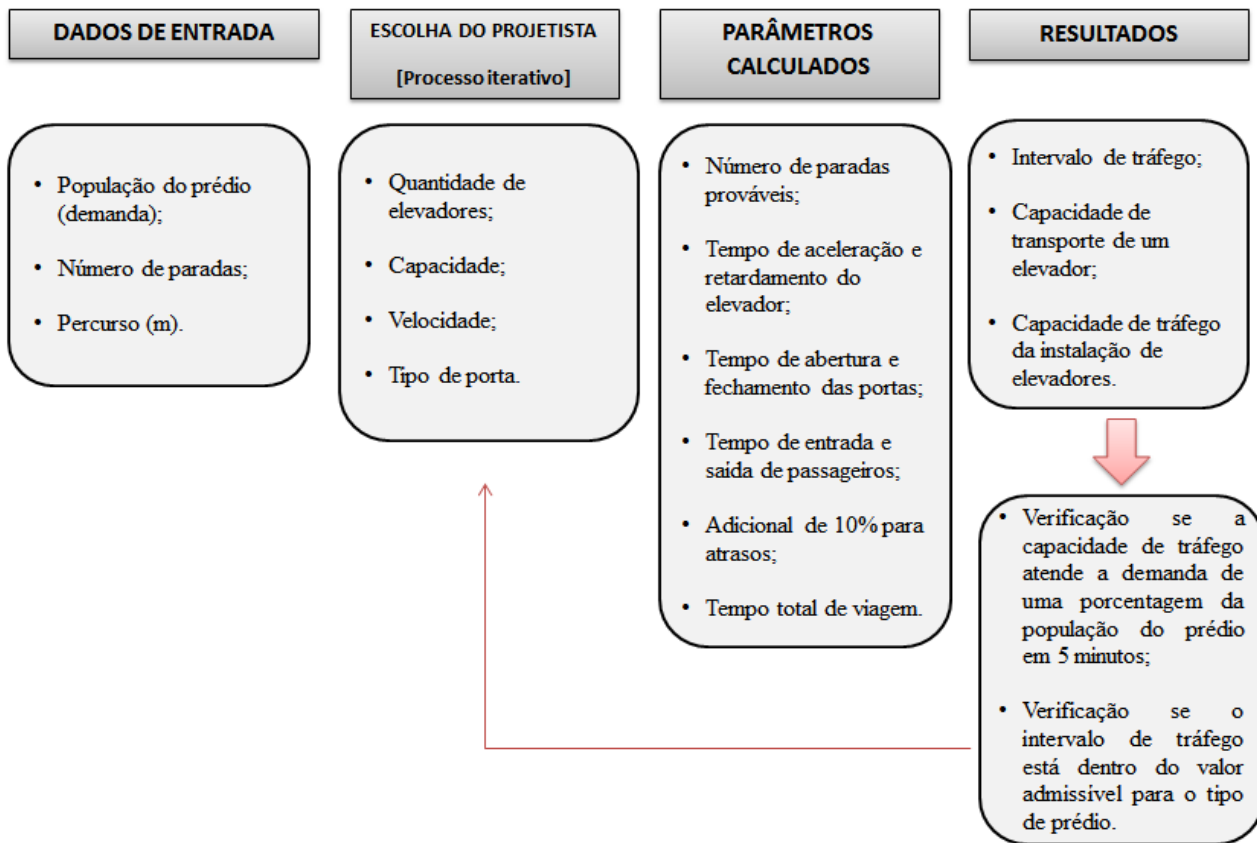 DADOS DE ENTRADA
ESCOLHA DO PROJETISTA
[Processo iterativo]
PARÂMETROS
CALCULADOS
RESULTADOS
• População do prédio
(demanda);
• Número de paradas;
• Percurso (m).
• Quantidade de
elevadores;
• Capacidade;
• Velocidade;
• Tipo de porta.
• Número de paradas
prováveis;
• Tempo de aceleração e
retardamento do
elevador;
• Tempo de abertura e
fechamento das portas;
• Tempo de entrada e
saída de passageiros;
• Adicional de 10% para
atrasos;
• Tempo total de viagem.
• Intervalo de tráfego;
• Capacidade de
transporte de um
elevador;
• Capacidade de tráfego
da instalação de
elevadores.
• Verificação se a
capacidade de tráfego
atende a demanda de
uma porcentagem da
população do prédio
em 5 minutos;
• Verificação se o
intervalo de tráfego
está dentro do valor
admissível para o tipo
de prédio.